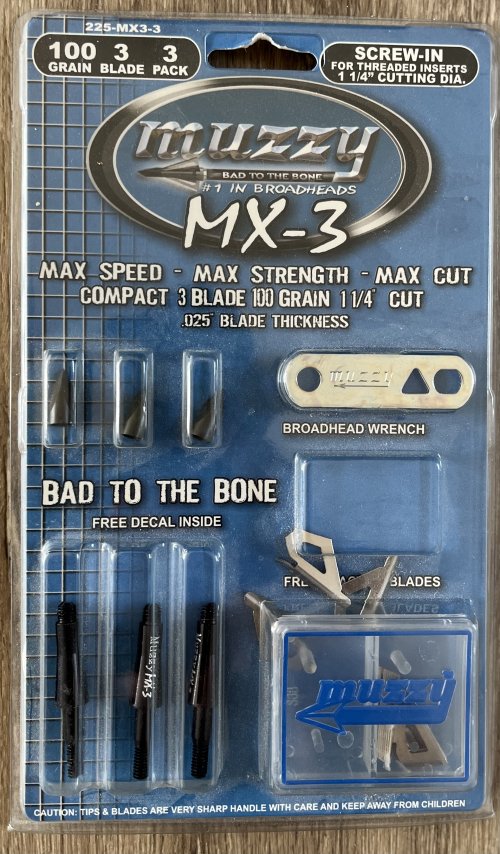 225-MX3-3
100 3 3
GRAIN BLADE PACK
SCREW-IN
FOR THREADED INSERTS
1 1/4" CUTTING DIA.
muzzy
BAD TO THE BONE
#1 IN BROADHEADS
MX-3
MAX SPEED - MAX STRENGTH - MAX CUT
COMPACT 3 BLADE 100 GRAIN 1 1/4" CUT
.025" BLADE THICKNESS
muzzy
BROADHEAD WRENCH
BAD TO THE BONE
FREE DECAL INSIDE
BLADES
MUZZY MX-3
muzzy
CAUTION: TIPS & BLADES ARE VERY SHARP HANDLE WITH CARE AND KEEP AWAY FROM CHILDREN